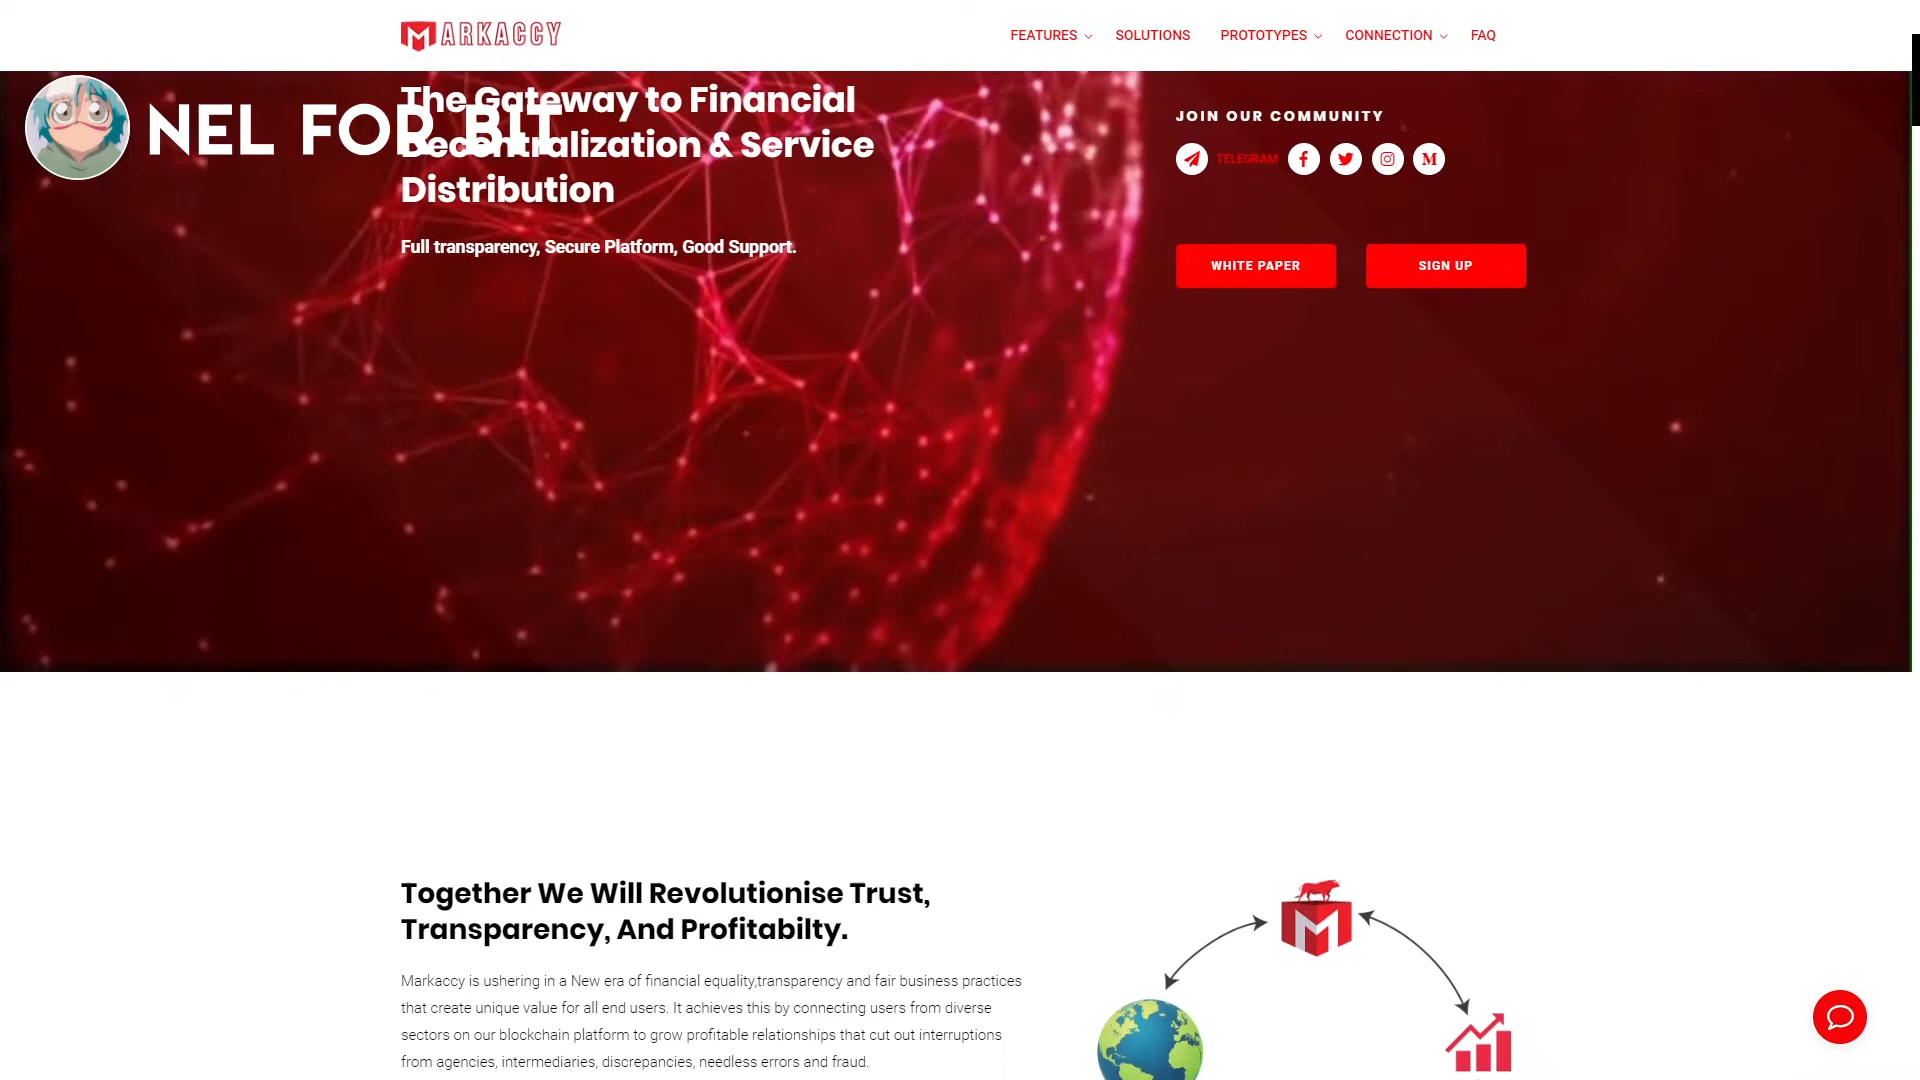 MARKACCY
FEATURES
SOLUTIONS
PROTOTYPES
CONNECTION
FAQ
NEL FOR BIT
The Gateway to Financial
Decentralization & Service
Distribution
Full transparency, Secure Platform, Good Support.
JOIN OUR COMMUNITY
TELEGRAM
WHITE PAPER
SIGN UP
Together We Will Revolutionise Trust,
Transparency, And Profitabilty.
Markaccy is ushering in a New era of financial equality,transparency and fair business practices
that create unique value for all end users. It achieves this by connecting users from diverse
sectors on our blockchain platform to grow profitable relationships that cut out interruptions
from agencies, intermediaries, discrepancies, needless errors and fraud.